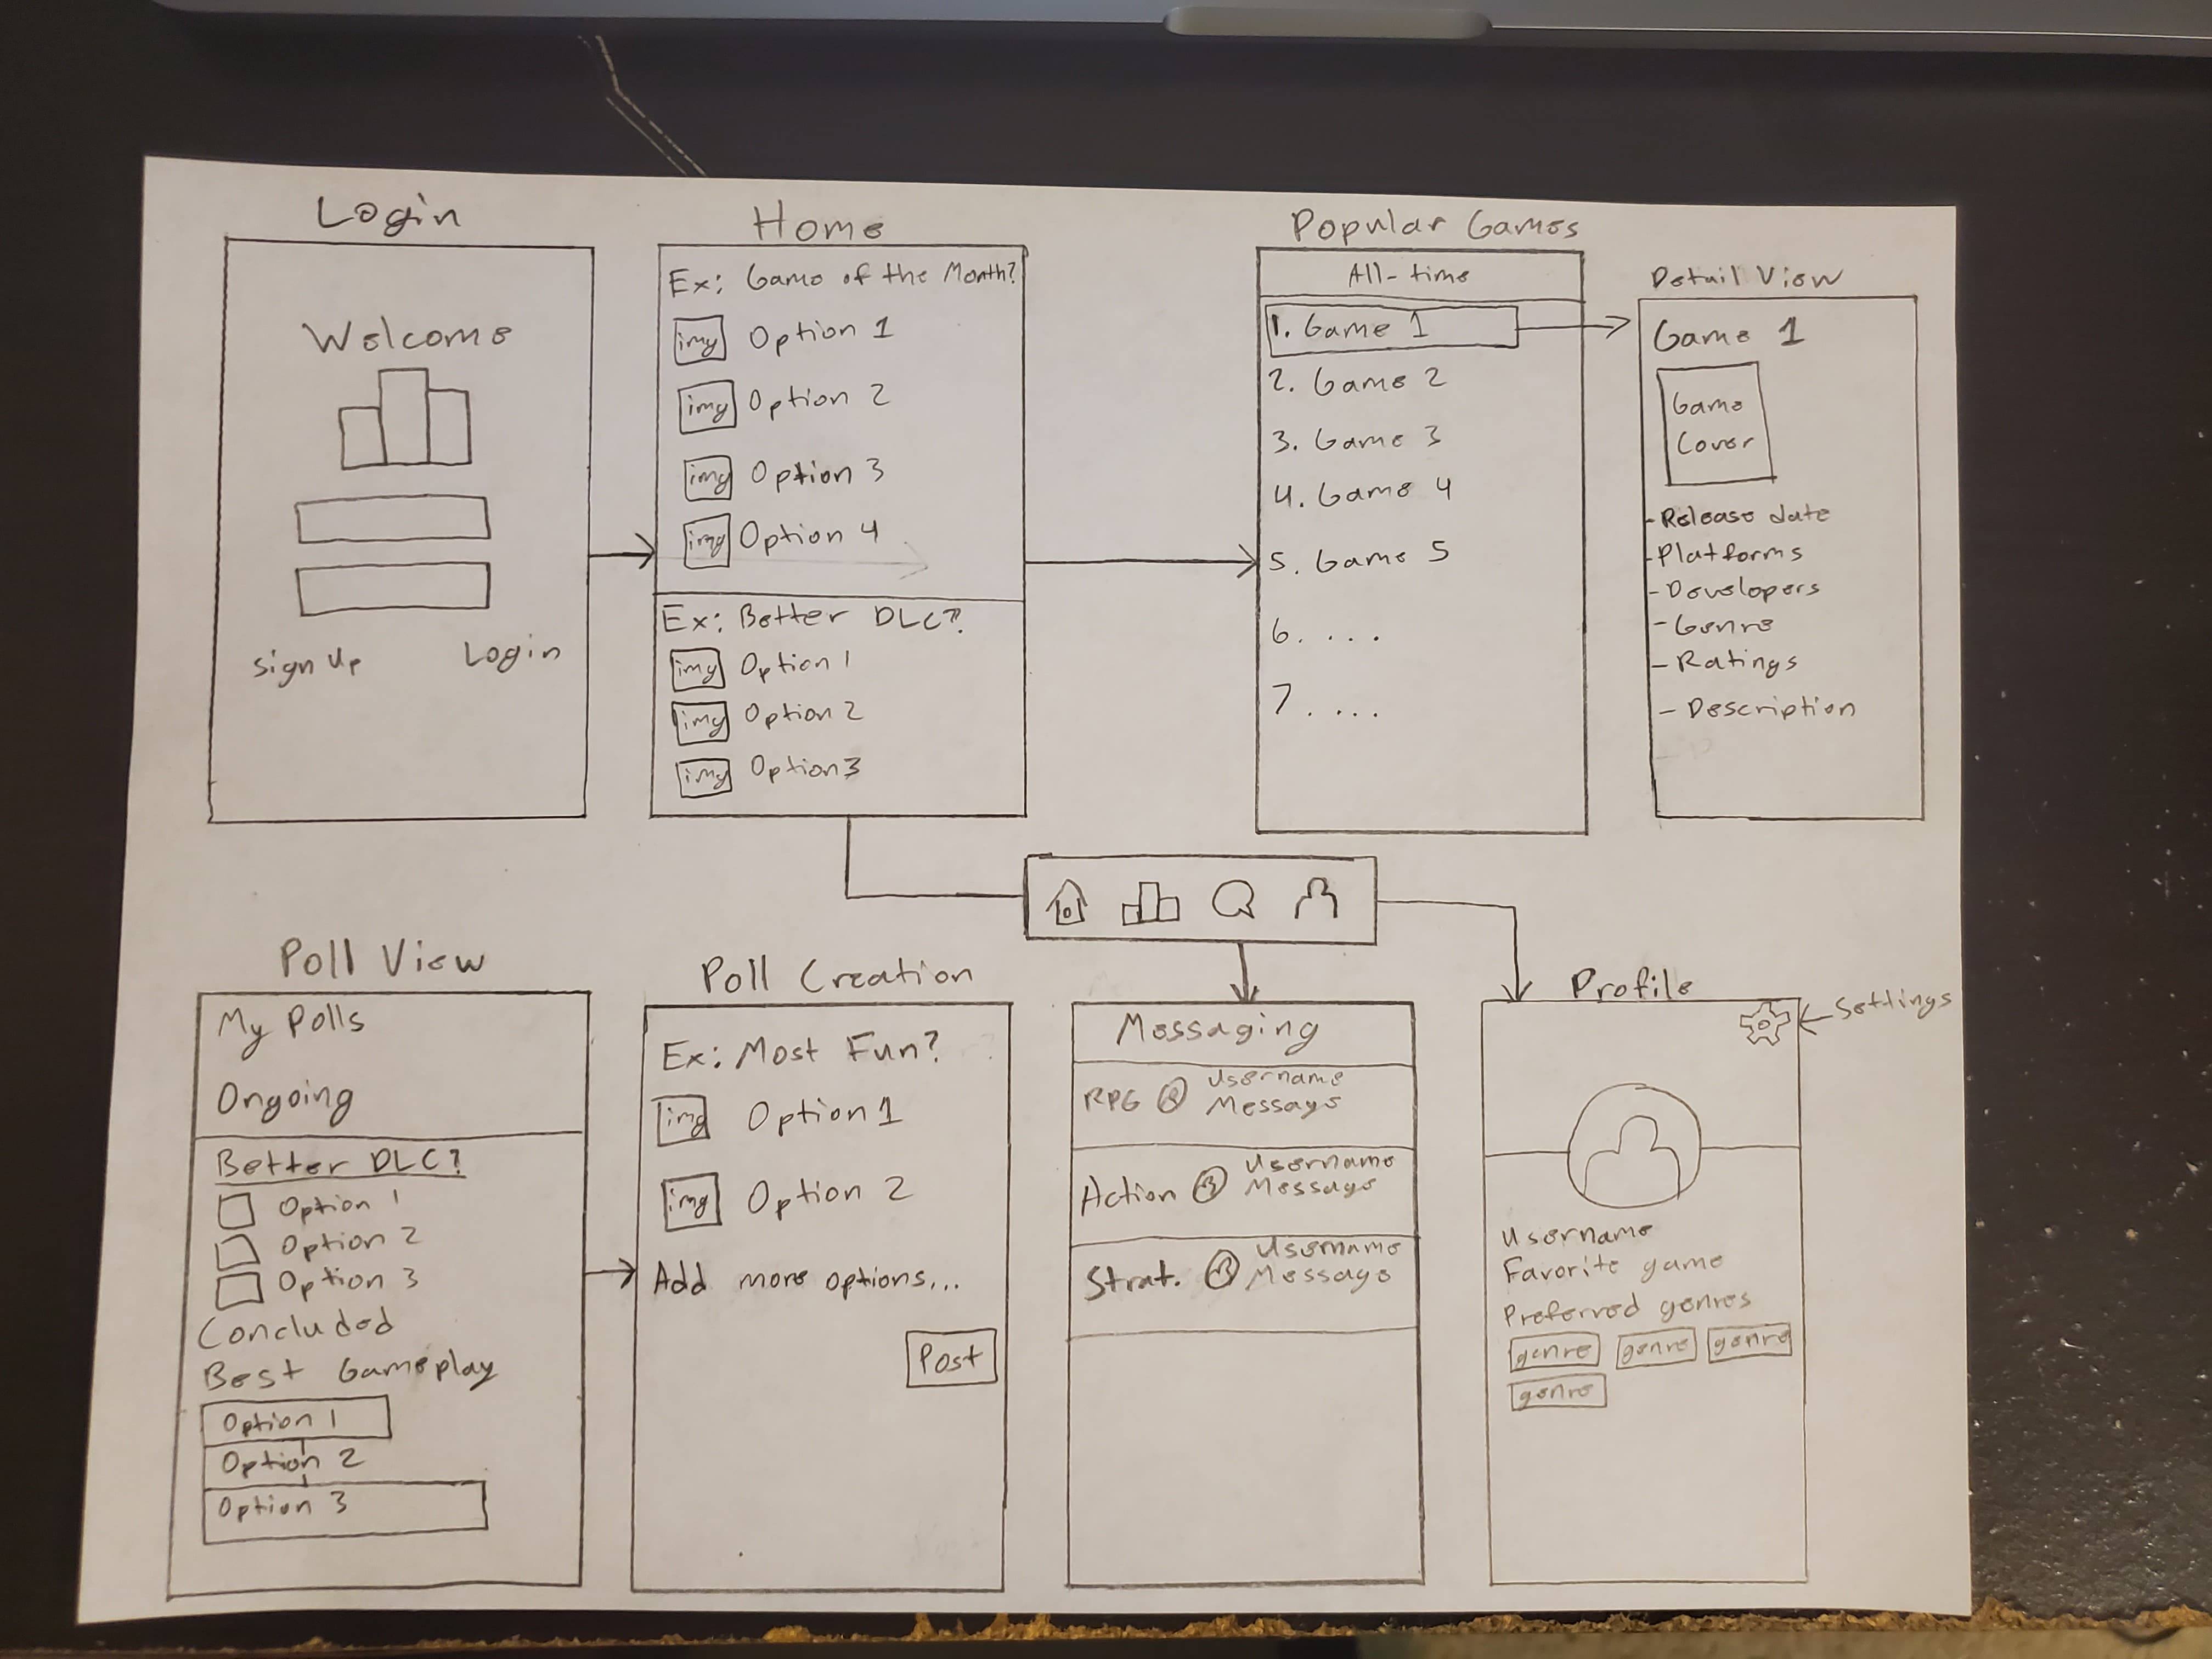 Login
Welcome
Sign Up
Login
Home
Ex: Game of the Month?
img Option 1
img Option 2
img Option 3
img Option 4
Ex: Better DLC?
img Option 1
img Option 2
img Option 3
Popular Games
All-time
1. Game 1
2. Game 2
3. Game 3
4. Game 4
5. Game 5
6. ....
7. ....
Detail View
Game 1
Game
Cover
- Release date
- Platforms
- Developers
- Genre
- Ratings
- Description
Poll View
My Polls
Ongoing
Better DLC?
Option 1
Option 2
Option 3
Concluded
Best Gameplay
Option 1
Option 2
Option 3
Poll Creation
Ex: Most Fun?
img Option 1
img Option 2
Add more options...
Post
Messaging
RPG Username
Message
Action Username
Message
Strat. Username
Message
Profile
Settings
Username
Favorite game
Preferred genres
genre genre genre
genre